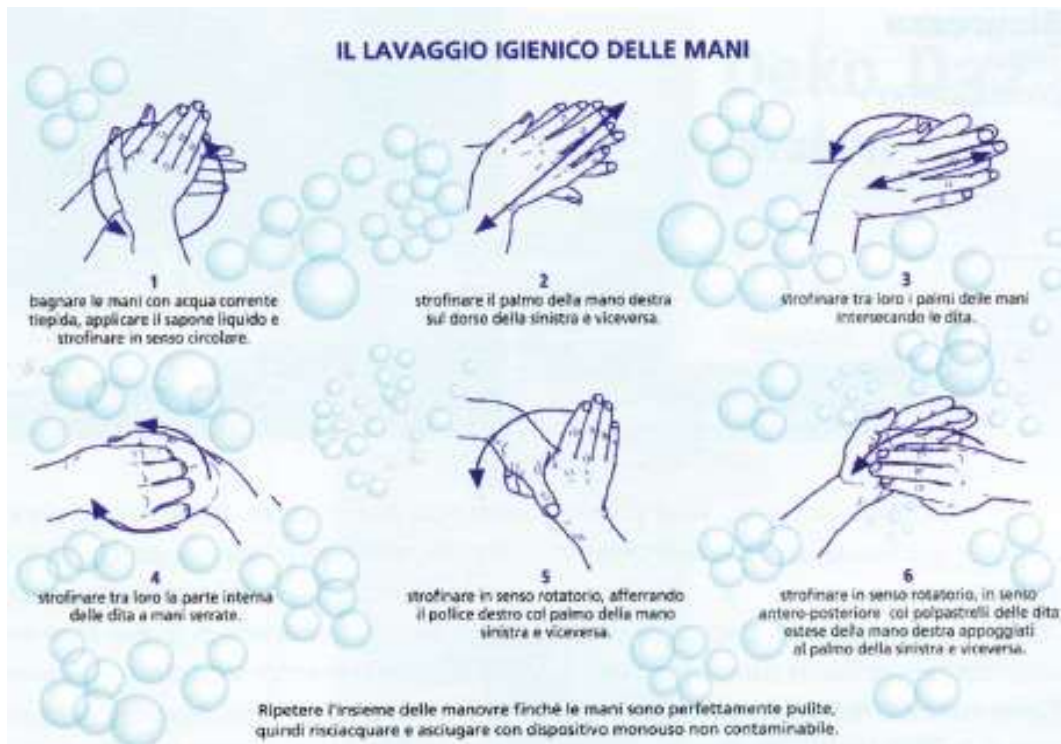 IL LAVAGGIO IGIENICO DELLE MANI
1
bagnare le mani con acqua corrente
tiepida, applicare il sapone liquido e
strofinare in senso circolare.
2
strofinare il palmo della mano destra
sul dorso della sinistra e viceversa.
3
strofinare tra loro i palmi delle mani
intersecando le dita.
4
strofinare tra loro la parte interna
delle dita a mani serrate.
5
strofinare in senso rotatorio, afferrando
il pollice destro col palmo della mano
sinistra e viceversa.
6
strofinare in senso rotatorio, in senso
antero-posteriore coi polpastrelli delle dita
estese della mano destra appoggiati
al palmo della sinistra e viceversa.
Ripetere l'insieme delle manovre finché le mani sono perfettamente pulite,
quindi risciacquare e asciugare con dispositivo monouso non contaminabile.